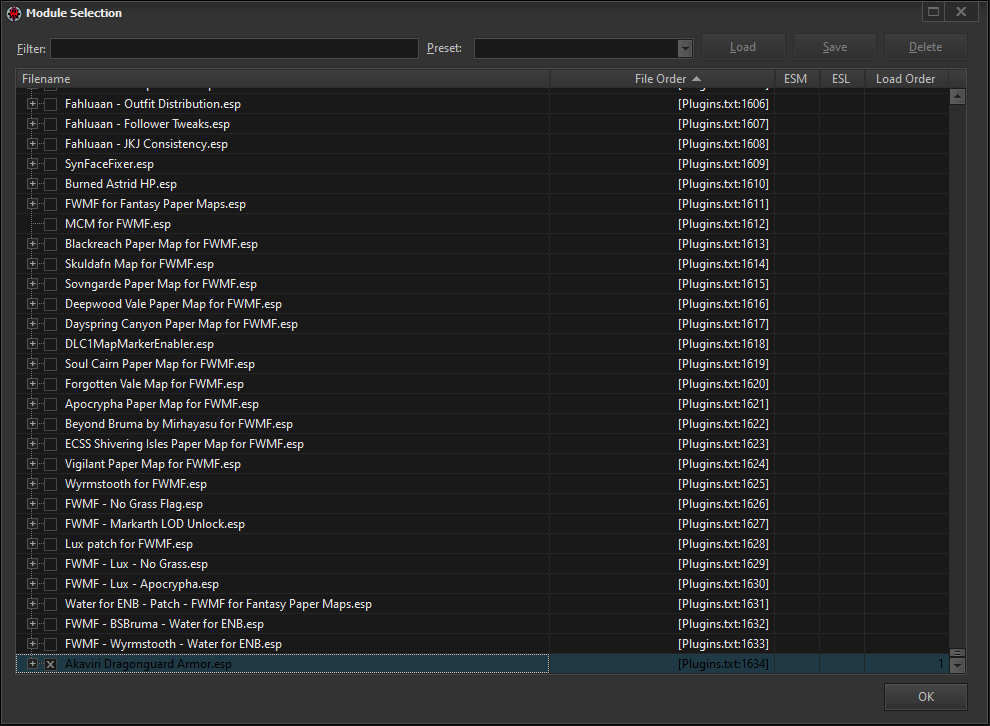 Module Selection
Filter: Preset: Load Save Delete
Filename File Order ESM ESL Load Order
Fahluaan - Outfit Distribution.esp [Plugins.txt:1606]
Fahluaan - Follower Tweaks.esp [Plugins.txt:1607]
Fahluaan - JKJ Consistency.esp [Plugins.txt:1608]
SynFaceFixer.esp [Plugins.txt:1609]
Burned Astrid HP.esp [Plugins.txt:1610]
FWMF for Fantasy Paper Maps.esp [Plugins.txt:1611]
MCM for FWMF.esp [Plugins.txt:1612]
Blackreach Paper Map for FWMF.esp [Plugins.txt:1613]
Skuldafn Map for FWMF.esp [Plugins.txt:1614]
Sovngarde Paper Map for FWMF.esp [Plugins.txt:1615]
Deepwood Vale Paper Map for FWMF.esp [Plugins.txt:1616]
Dayspring Canyon Paper Map for FWMF.esp [Plugins.txt:1617]
DLC1MapMarkerEnabler.esp [Plugins.txt:1618]
Soul Cairn Paper Map for FWMF.esp [Plugins.txt:1619]
Forgotten Vale Map for FWMF.esp [Plugins.txt:1620]
Apocrypha Paper Map for FWMF.esp [Plugins.txt:1621]
Beyond Bruma by Mirhayasu for FWMF.esp [Plugins.txt:1622]
ECSS Shivering Isles Paper Map for FWMF.esp [Plugins.txt:1623]
Vigilant Paper Map for FWMF.esp [Plugins.txt:1624]
Wyrmstooth for FWMF.esp [Plugins.txt:1625]
FWMF - No Grass Flag.esp [Plugins.txt:1626]
FWMF - Markarth LOD Unlock.esp [Plugins.txt:1627]
Lux patch for FWMF.esp [Plugins.txt:1628]
FWMF - Lux - No Grass.esp [Plugins.txt:1629]
FWMF - Lux - Apocrypha.esp [Plugins.txt:1630]
Water for ENB - Patch - FWMF for Fantasy Paper Maps.esp [Plugins.txt:1631]
FWMF - BSBruma - Water for ENB.esp [Plugins.txt:1632]
FWMF - Wyrmstooth - Water for ENB.esp [Plugins.txt:1633]
Akaviri Dragonguard Armor.esp [Plugins.txt:1634] 1
OK